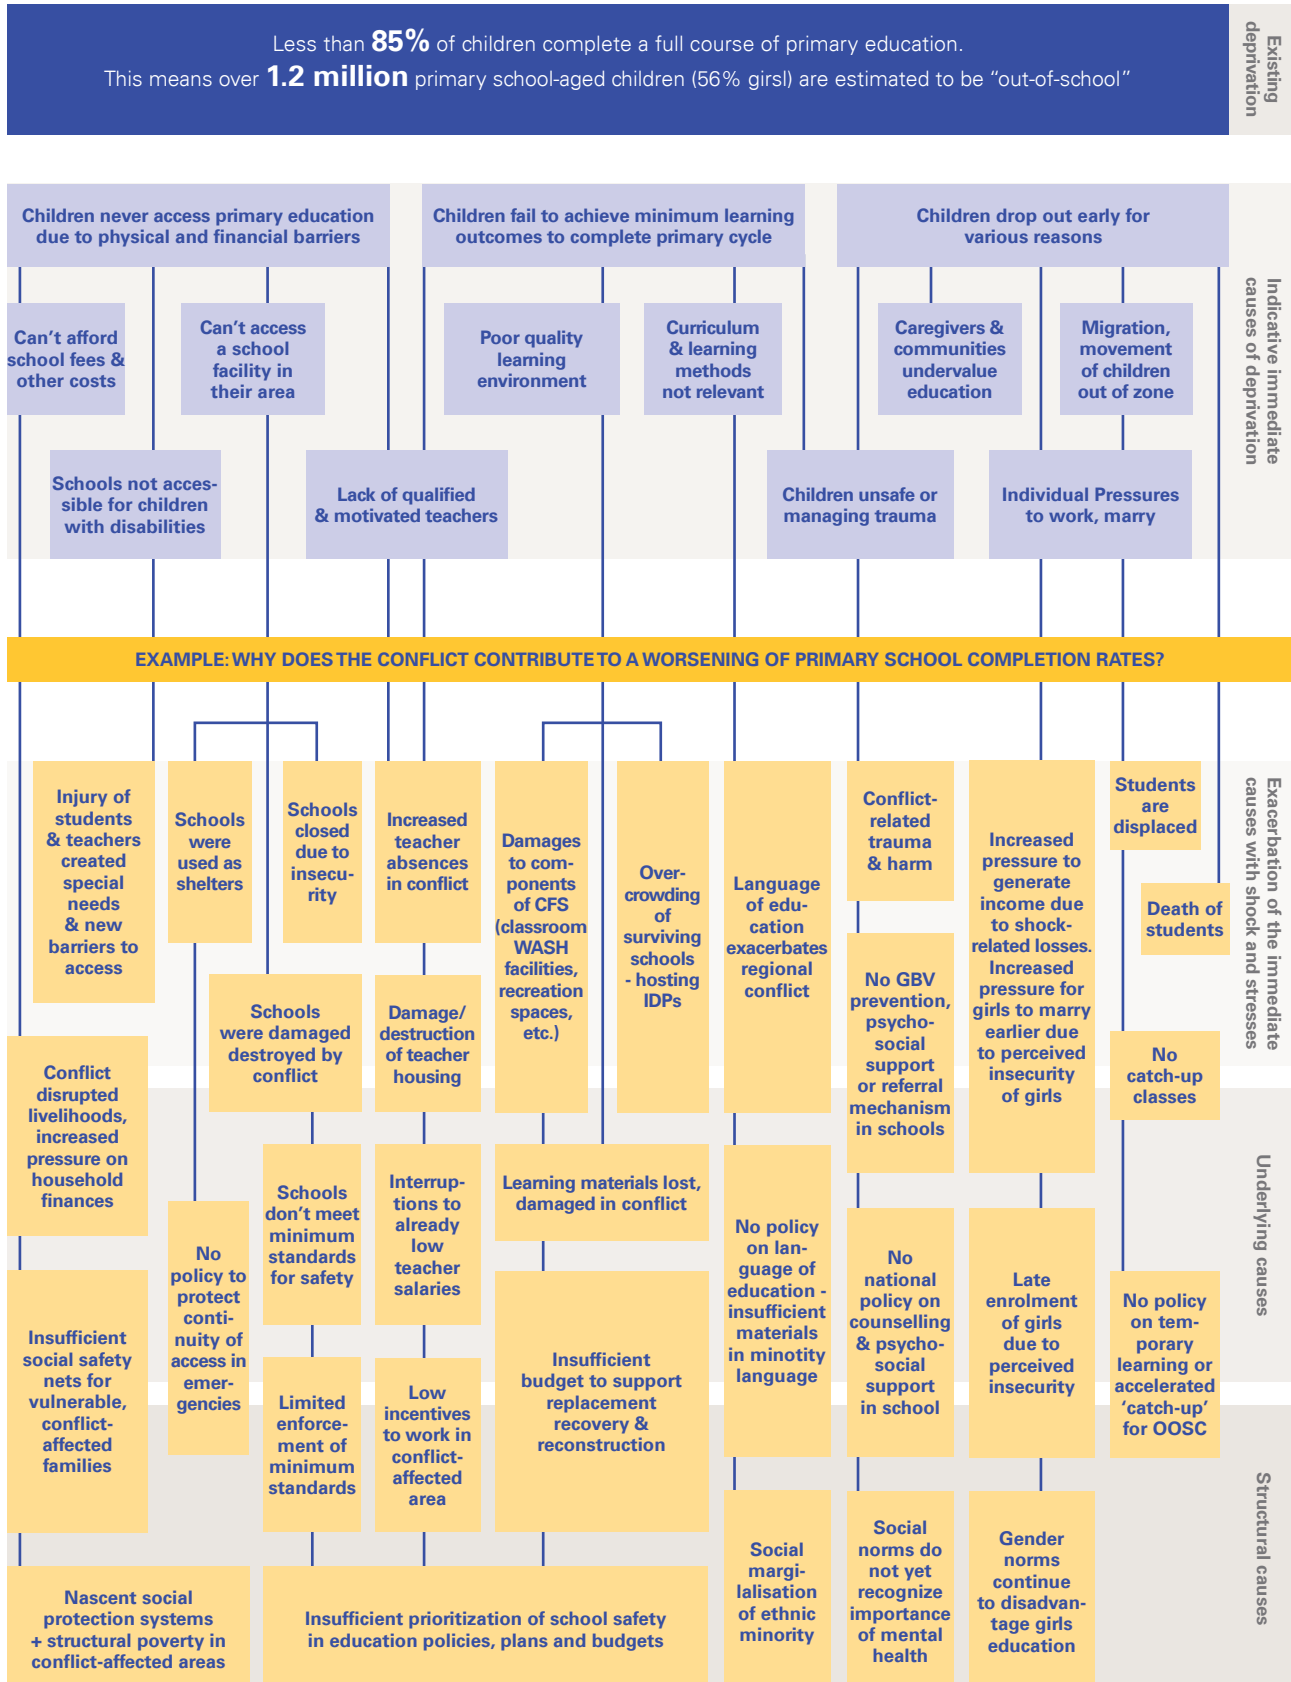 Less than 85% of children complete a full course of primary education.
This means over 1.2 million primary school-aged children (56% girsl) are estimated to be “out-of-school”
Existing
deprivation
Children never access primary education
due to physical and financial barriers
Children fail to achieve minimum learning
outcomes to complete primary cycle
Children drop out early for
various reasons
Indicative immediate
causes of deprivation
Can’t afford
school fees &
other costs
Can’t access
a school
facility in
their area
Poor quality
learning
environment
Curriculum
& learning
methods
not relevant
Caregivers &
communities
undervalue
education
Migration,
movement
of children
out of zone
Schools not acces-
sible for children
with disabilities
Lack of qualified
& motivated teachers
Children unsafe or
managing trauma
Individual Pressures
to work, marry
EXAMPLE: WHY DOES THE CONFLICT CONTRIBUTE TO A WORSENING OF PRIMARY SCHOOL COMPLETION RATES?
Exacerbation of the immediate
causes with shock and stresses
Injury of
students
& teachers
created
special
needs
& new
barriers to
access
Schools
were
used as
shelters
Schools
closed
due to
insecu-
rity
Increased
teacher
absences
in conflict
Damages
to com-
ponents
of CFS
(classroom
WASH
facilities,
recreation
spaces,
etc.)
Over-
crowding
of
surviving
schools
- hosting
IDPs
Language
of edu-
cation
exacerbates
regional
conflict
Conflict-
related
trauma
& harm
Increased
pressure to
generate
income due
to shock-
related losses.
Increased
pressure for
girls to marry
earlier due
to perceived
insecurity
of girls
Students
are
displaced
Death of
students
Schools
were damaged
destroyed by
conflict
Damage/
destruction
of teacher
housing
No GBV
prevention,
psycho-
social
support
or referral
mechanism
in schools
No
catch-up
classes
Conflict
disrupted
livelihoods,
increased
pressure on
household
finances
Underlying causes
Schools
don’t meet
minimum
standards
for safety
Interrup-
tions to
already
low
teacher
salaries
Learning materials lost,
damaged in conflict
No policy
on lan-
guage of
education -
insufficient
materials
in minotity
language
No
policy to
protect
conti-
nuity of
access in
emer-
gencies
No
national
policy on
counselling
& psycho-
social
support
in school
Late
enrolment
of girls
due to
perceived
insecurity
No policy
on tem-
porary
learning or
accelerated
‘catch-up’
for OOSC
Insufficient
social safety
nets for
vulnerable,
conflict-
affected
families
Limited
enforce-
ment of
minimum
standards
Low
incentives
to work in
conflict-
affected
area
Insufficient
budget to support
replacement
recovery &
reconstruction
Structural causes
Social
margi-
lalisation
of ethnic
minority
Social
norms do
not yet
recognize
importance
of mental
health
Gender
norms
continue
to disadvan-
tage girls
education
Nascent social
protection systems
+ structural poverty in
conflict-affected areas
Insufficient prioritization of school safety
in education policies, plans and budgets